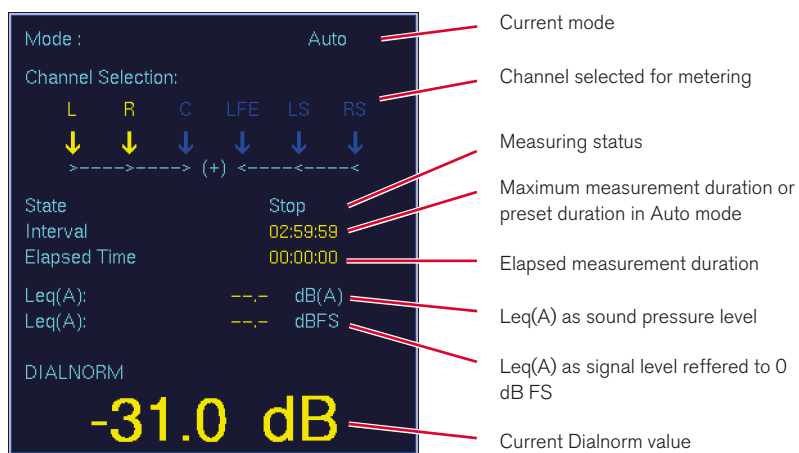 Mode : Auto
Current mode
Channel Selection:
Channel selected for metering
L R C LFE LS RS
>---->----> (+) <----<----<
Measuring status
State Stop
Maximum measurement duration or
preset duration in Auto mode
Interval 02:59:59
Elapsed Time 00:00:00
Elapsed measurement duration
Leq(A): --.- dB(A)
Leq(A) as sound pressure level
Leq(A): --.- dBFS
Leq(A) as signal level reffered to 0
dB FS
DIALNORM
-31.0 dB
Current Dialnorm value